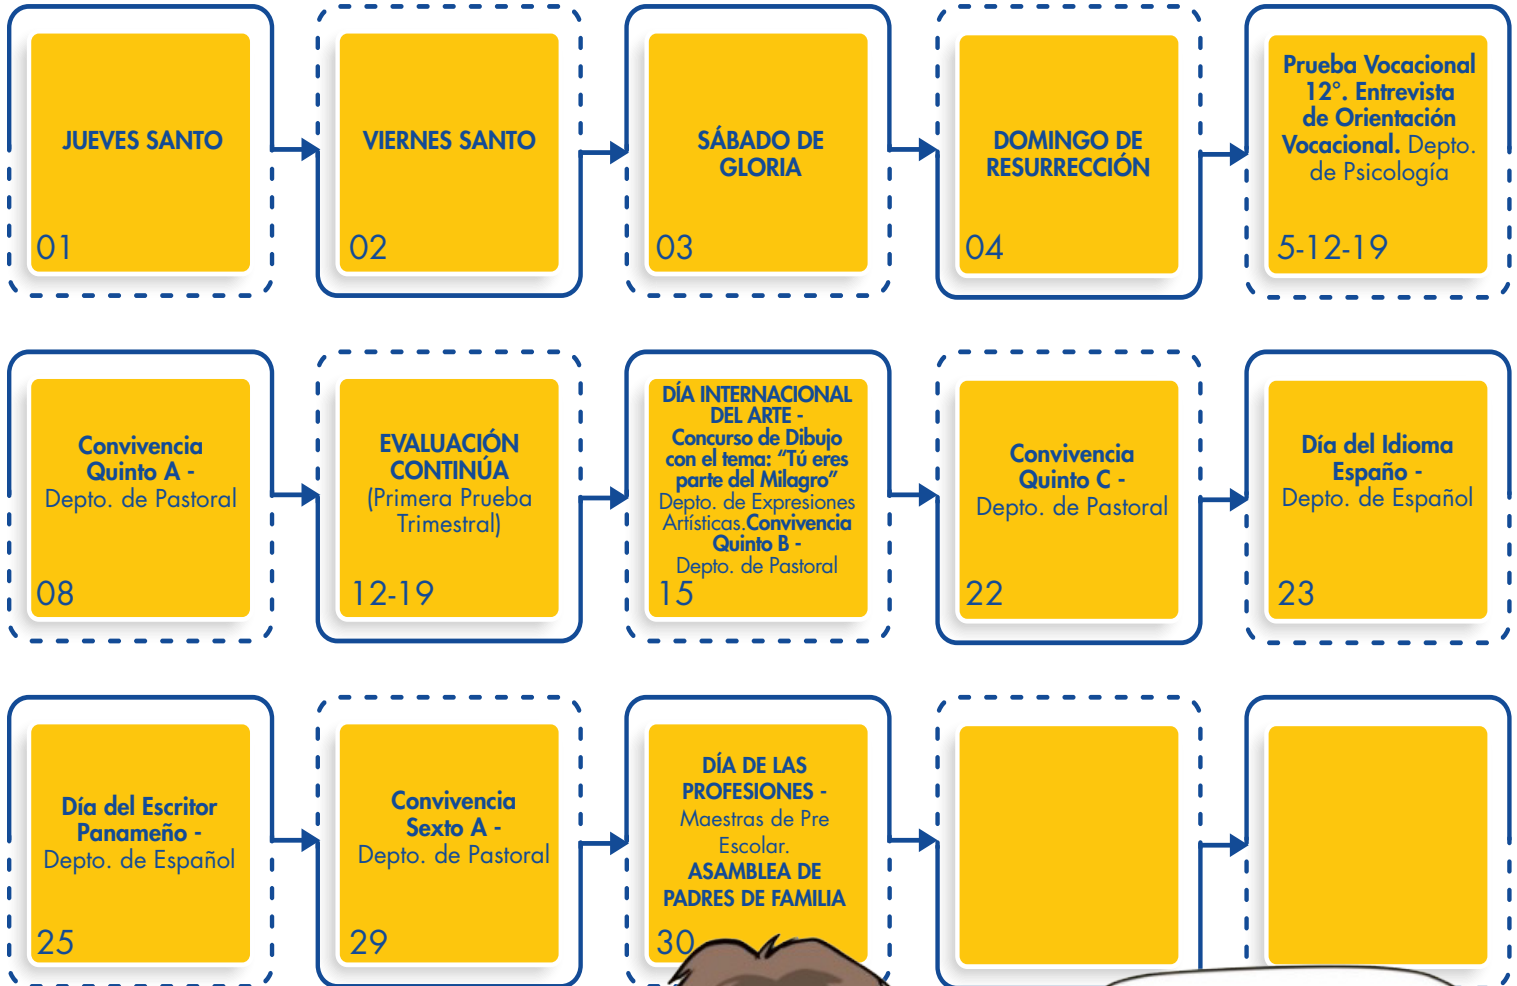 JUEVES SANTO
01
VIERNES SANTO
02
SÁBADO DE
GLORIA
03
DOMINGO DE
RESURRECCIÓN
04
Prueba Vocacional
12°. Entrevista
de Orientación
Vocacional. Depto.
de Psicología
5-12-19
Convivencia
Quinto A -
Depto. de Pastoral
08
EVALUACIÓN
CONTINÚA
(Primera Prueba
Trimestral)
12-19
DÍA INTERNACIONAL
DEL ARTE -
Concurso de Dibujo
con el tema: “Tú eres
parte del Milagro”
Depto. de Expresiones
Artísticas.Convivencia
Quinto B -
Depto. de Pastoral
15
Convivencia
Quinto C -
Depto. de Pastoral
22
Día del Idioma
Españo -
Depto. de Español
23
Día del Escritor
Panameño -
Depto. de Español
25
Convivencia
Sexto A -
Depto. de Pastoral
29
DÍA DE LAS
PROFESIONES -
Maestras de Pre
Escolar.
ASAMBLEA DE
PADRES DE FAMILIA
30